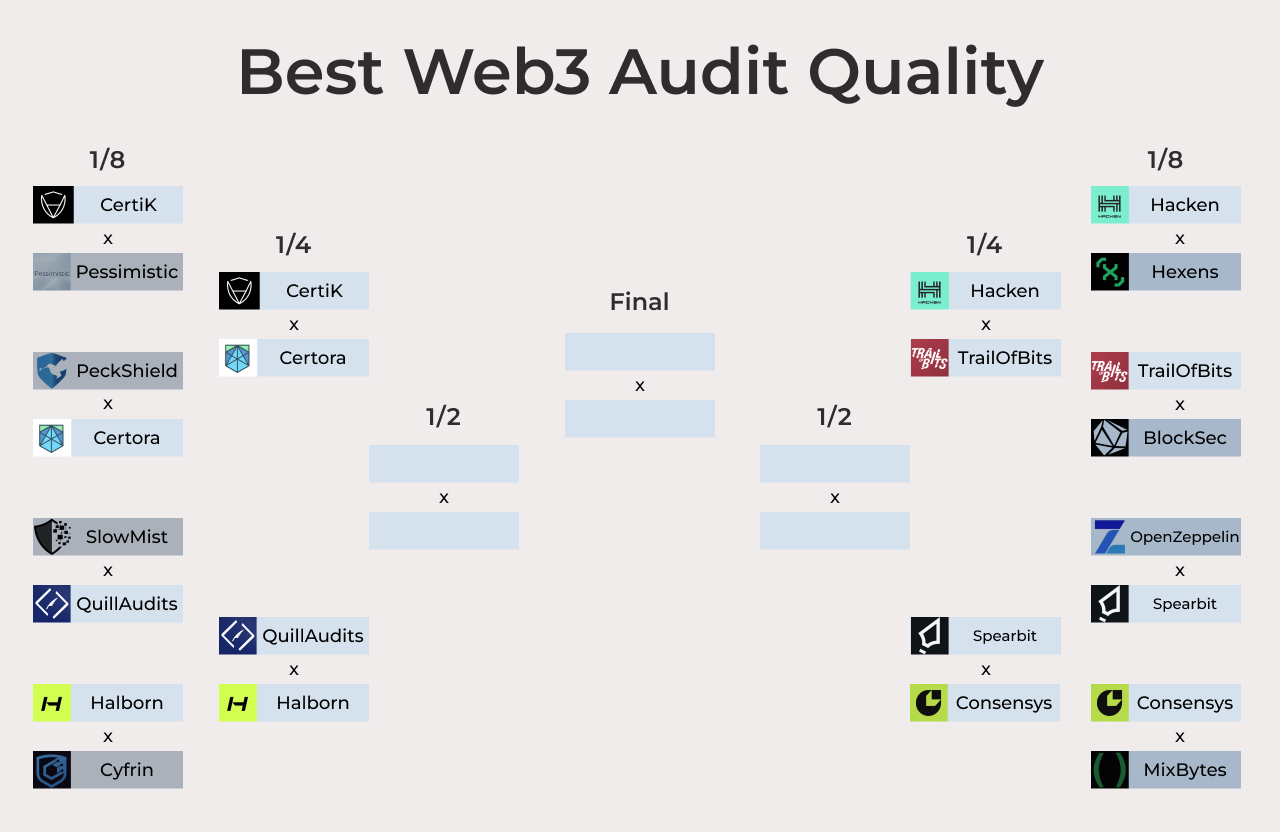 Best Web3 Audit Quality
1/8
CertiK
x
Pessimistic
Pessimistic
PeckShield
x
Certora
SlowMist
x
QuillAudits
Halborn
x
Cyfrin
1/4
CertiK
x
Certora
QuillAudits
x
Halborn
1/2
x
Final
x
1/2
x
1/4
HACKEN
Hacken
x
TRAIL OF BITS
TrailOfBits
Spearbit
x
Consensys
1/8
HACKEN
Hacken
x
Hexens
TRAIL OF BITS
TrailOfBits
x
BlockSec
OpenZeppelin
x
Spearbit
Consensys
x
MixBytes